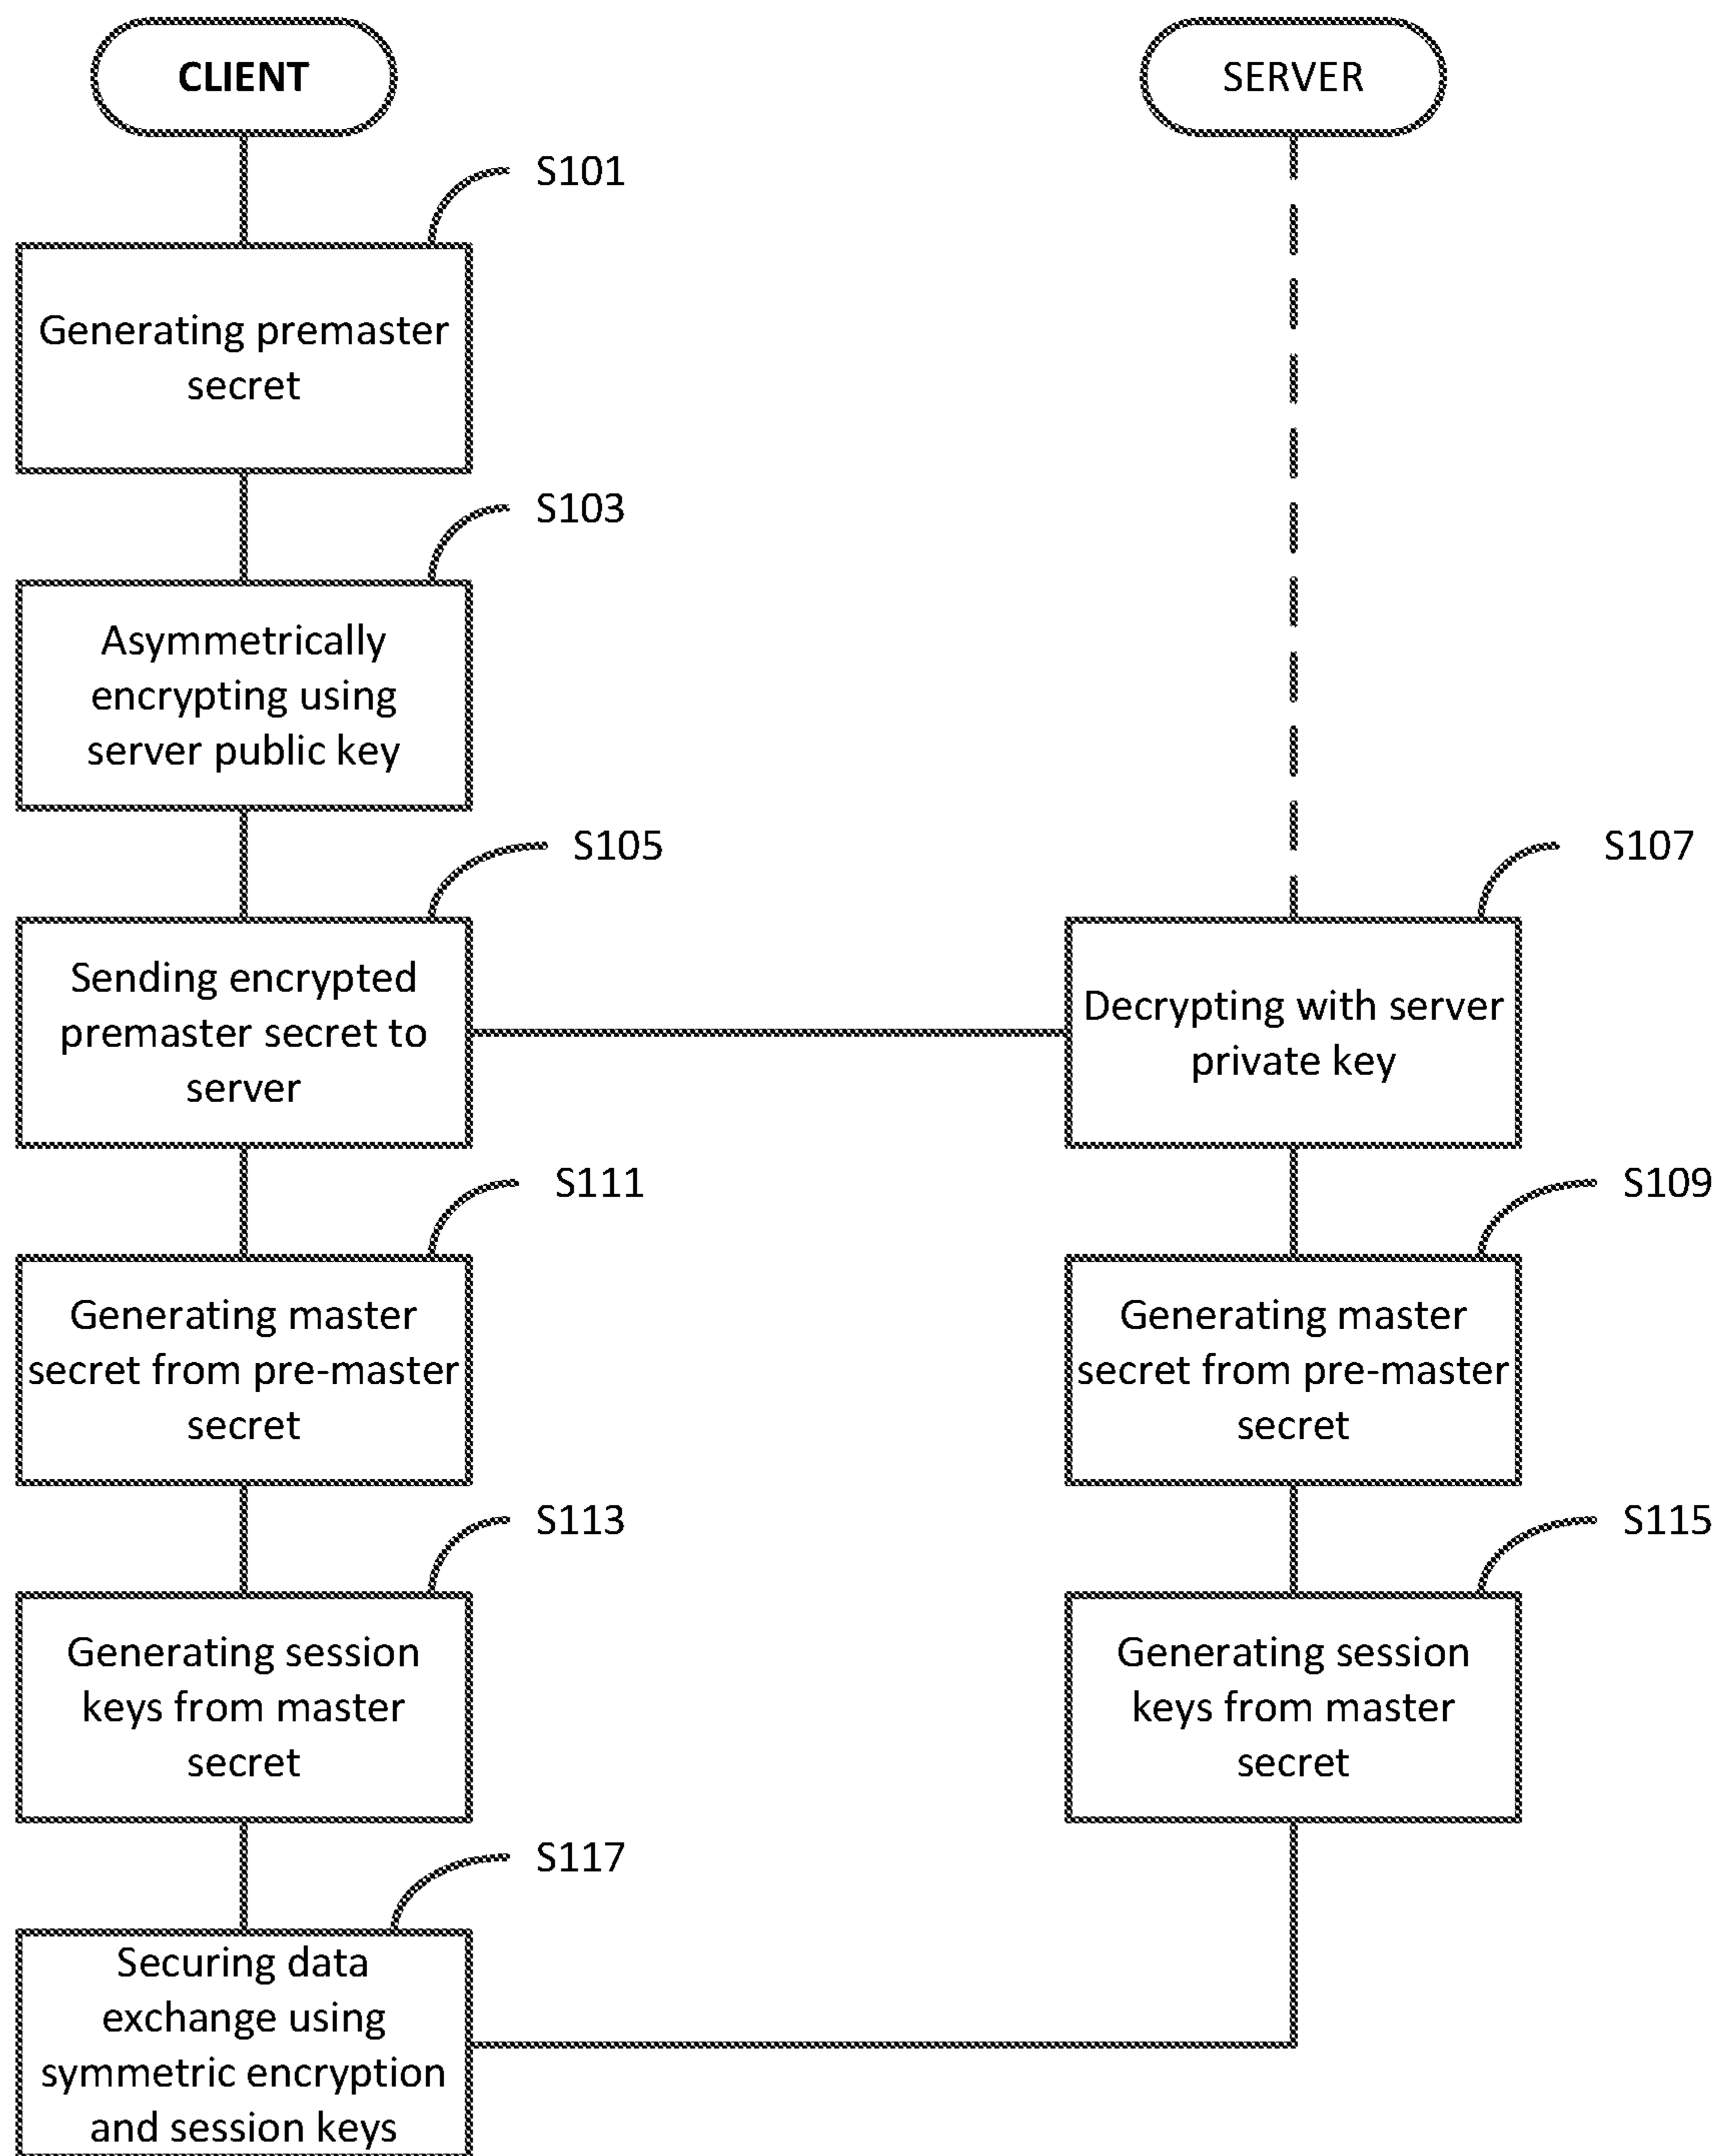 CLIENT
SERVER
S101
Generating premaster
secret
S103
Asymmetrically
encrypting using
server public key
S105
Sending encrypted
premaster secret to
server
S107
Decrypting with server
private key
S111
Generating master
secret from pre-master
secret
S109
Generating master
secret from pre-master
secret
S113
Generating session
keys from master
secret
S115
Generating session
keys from master
secret
S117
Securing data
exchange using
symmetric encryption
and session keys